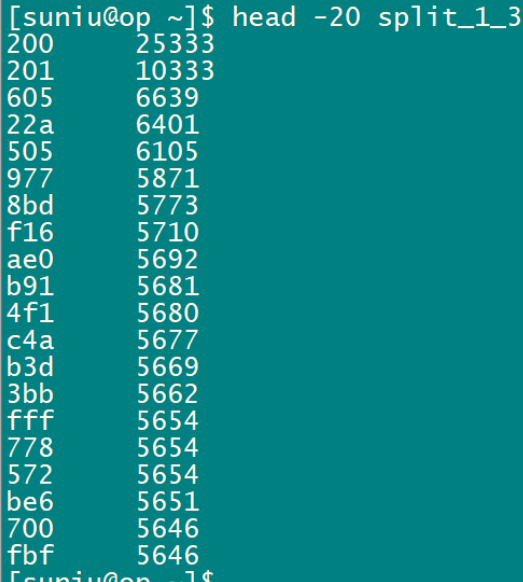 [suniu@op ~]$ head -20 split_1_3
200     25333
201     10333
605     6639
22a     6401
505     6105
977     5871
8bd     5773
f16     5710
ae0     5692
b91     5681
4f1     5680
c4a     5677
b3d     5669
3bb     5662
fff     5654
778     5654
572     5654
be6     5651
700     5646
fbf     5646
[suniu@op ~]$